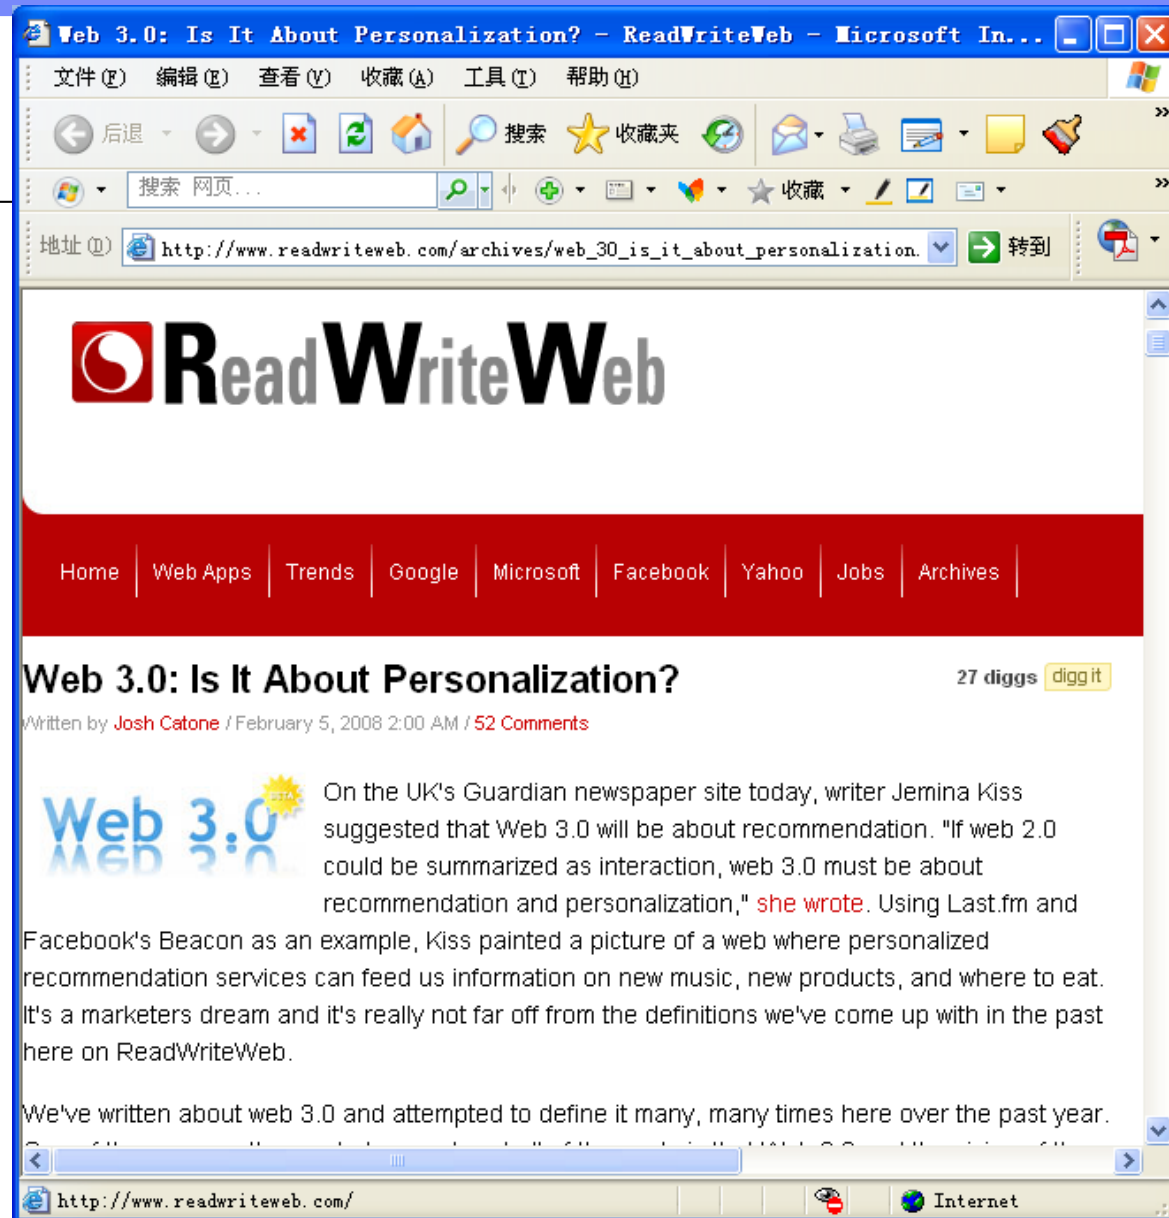 Web 3.0: Is It About Personalization? - ReadWriteWeb - Microsoft In...
文件(F) 编辑(E) 查看(V) 收藏(A) 工具(T) 帮助(H)
后退 搜索 收藏夹
搜索 网页... 收藏
地址(D) http://www.readwriteweb.com/archives/web_30_is_it_about_personalization. 转到
ReadWriteWeb
Home Web Apps Trends Google Microsoft Facebook Yahoo Jobs Archives
Web 3.0: Is It About Personalization? 27 diggs digg it
Written by Josh Catone / February 5, 2008 2:00 AM / 52 Comments
Web 3.0 BETA
On the UK's Guardian newspaper site today, writer Jemina Kiss
suggested that Web 3.0 will be about recommendation. "If web 2.0
could be summarized as interaction, web 3.0 must be about
recommendation and personalization," she wrote. Using Last.fm and
Facebook's Beacon as an example, Kiss painted a picture of a web where personalized
recommendation services can feed us information on new music, new products, and where to eat.
It's a marketers dream and it's really not far off from the definitions we've come up with in the past
here on ReadWriteWeb.
We've written about web 3.0 and attempted to define it many, many times here over the past year.
http://www.readwriteweb.com/ Internet